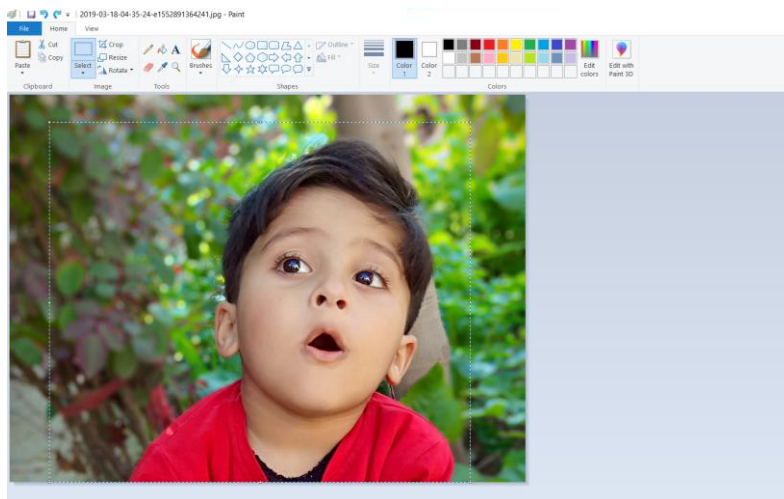 2019-03-18-04-35-24-e1552891364241.jpg - Paint
File Home View
Paste
Cut
Copy
Clipboard
Select
Crop
Resize
Rotate
Image
Tools
Brushes
Shapes
Outline
Fill
Size
Color 1
Color 2
Colors
Edit colors
Edit with Paint 3D